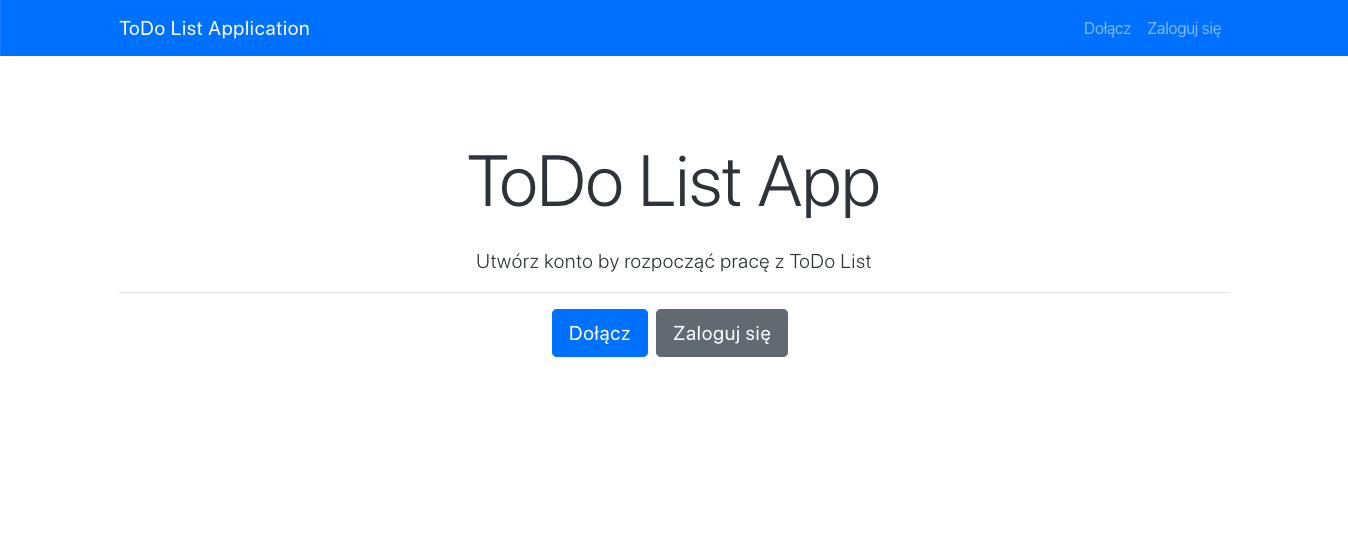 ToDo List Application
Dołącz Zaloguj się
ToDo List App
Utwórz konto by rozpocząć pracę z ToDo List
Dołącz Zaloguj się